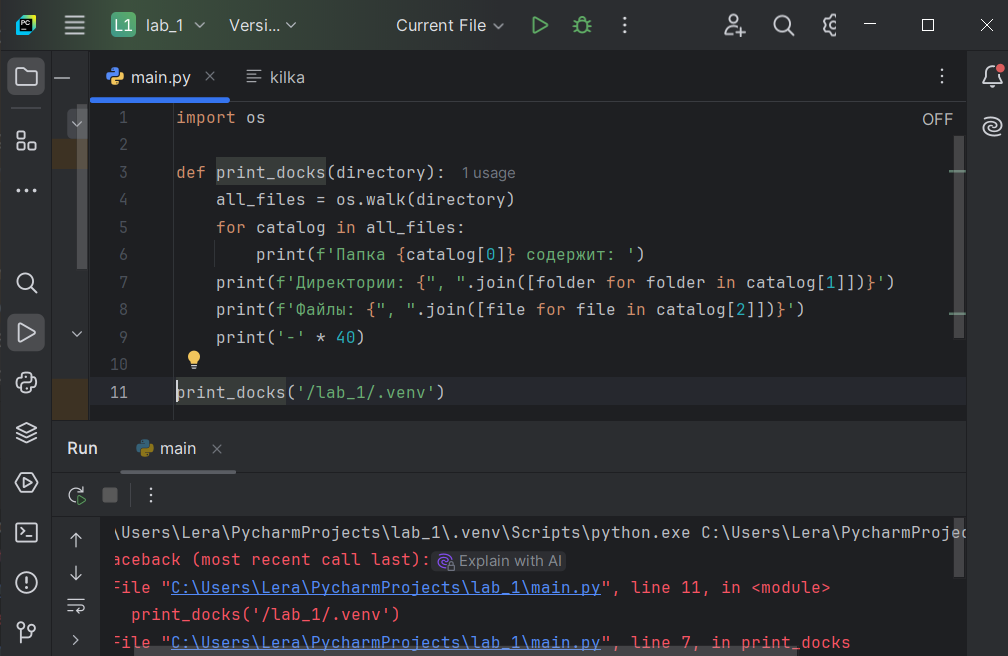 PC
L1 lab_1 Versi... Current File
main.py kilka
OFF
1 import os
2
3 def print_docks(directory): 1 usage
4 all_files = os.walk(directory)
5 for catalog in all_files:
6 print(f'Папка {catalog[0]} содержит: ')
7 print(f'Директории: {", ".join([folder for folder in catalog[1]])}')
8 print(f'Файлы: {", ".join([file for file in catalog[2]])}')
9 print('-' * 40)
10
11 print_docks('/lab_1/.venv')
Run main
\Users\Lera\PycharmProjects\lab_1\.venv\Scripts\python.exe C:\Users\Lera\PycharmProjec
aceback (most recent call last): Explain with AI
File "C:\Users\Lera\PycharmProjects\lab_1\main.py", line 11, in <module>
print_docks('/lab_1/.venv')
File "C:\Users\Lera\PycharmProjects\lab_1\main.py", line 7, in print_docks